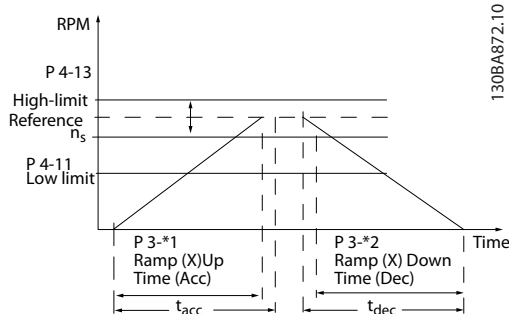 RPM
P 4-13
High-limit
Reference
ns
P 4-11
Low limit
Time
P 3-*1
Ramp (X)Up
Time (Acc)
P 3-*2
Ramp (X) Down
Time (Dec)
tacc
tdec
130BA872.10